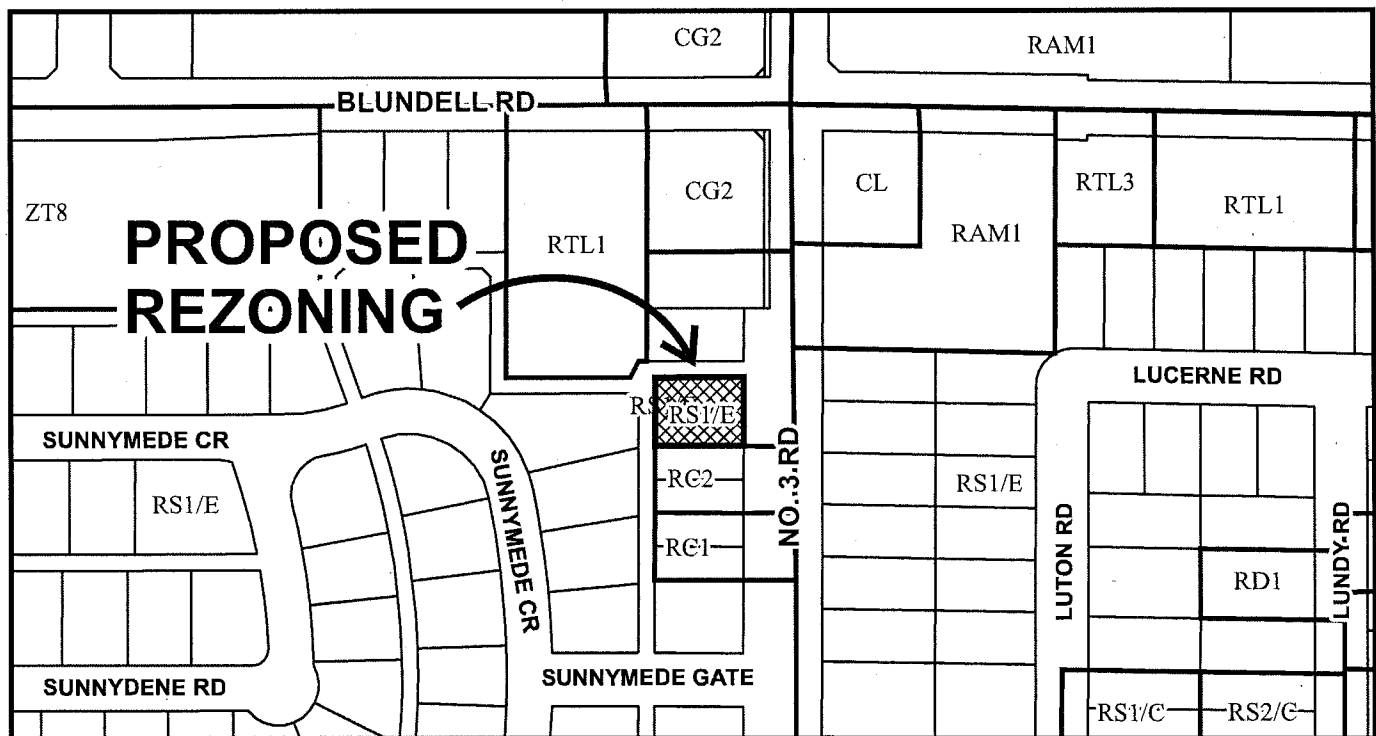 CG2
RAM1
BLUNDELL RD
ZT8
RTL1
CG2
CL
RAM1
RTL3
RTL1
PROPOSED
REZONING
LUCERNE RD
SUNNYMEDE CR
RS1/E
RC2
RC1
NO. 3 RD
RS1/E
RS1/E
SUNNYMEDE CR
LUTON RD
RD1
LUNDY RD
SUNNYDENE RD
SUNNYMEDE GATE
RS1/C
RS2/C